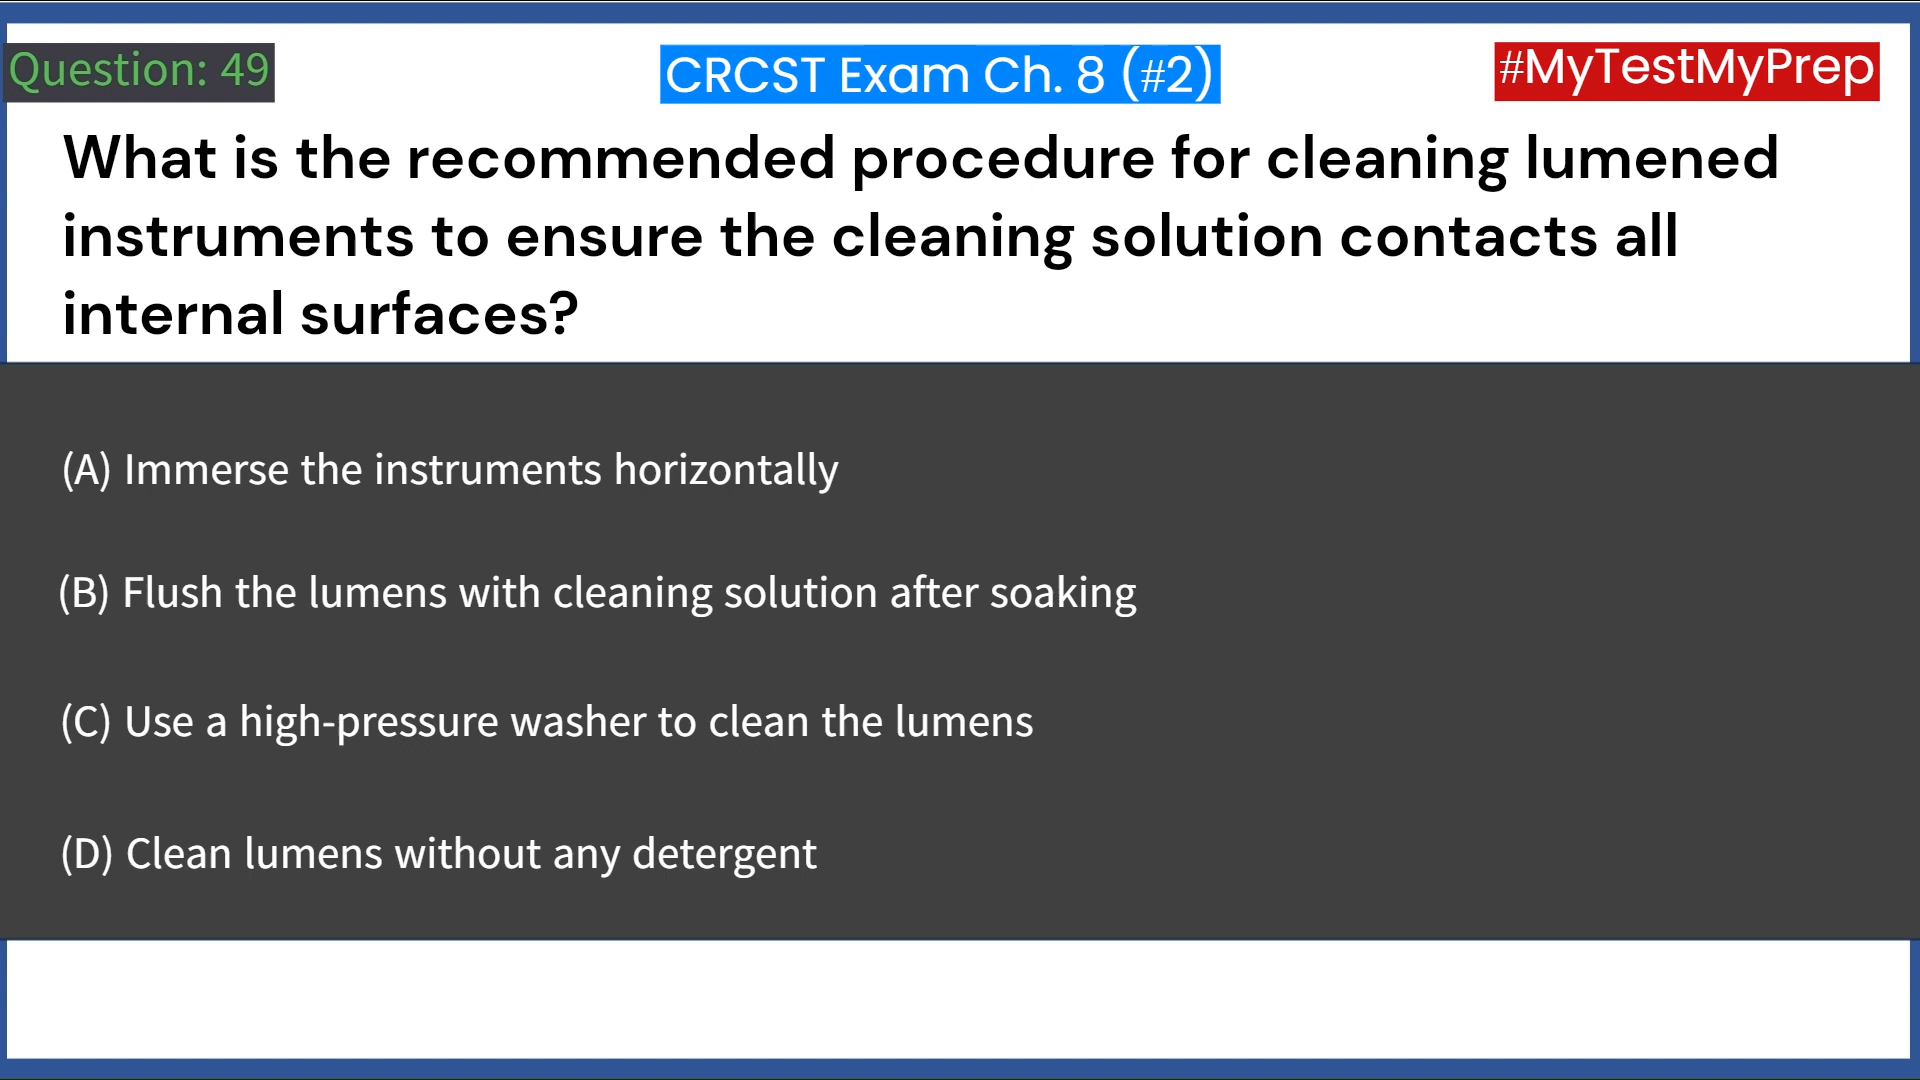 Question: 49
CRCST Exam Ch. 8 (#2)
#MyTestMyPrep
What is the recommended procedure for cleaning lumened
instruments to ensure the cleaning solution contacts all
internal surfaces?
(A) Immerse the instruments horizontally
(B) Flush the lumens with cleaning solution after soaking
(C) Use a high-pressure washer to clean the lumens
(D) Clean lumens without any detergent